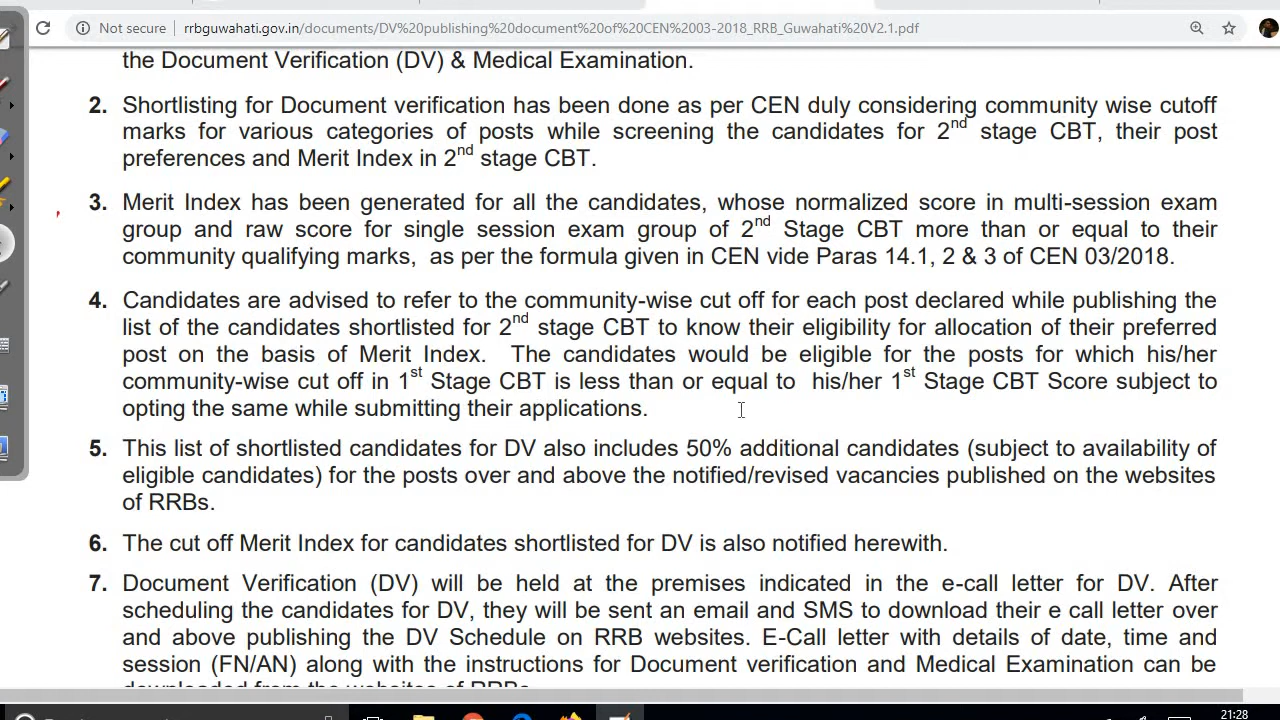 Not secure | rrbguwahati.gov.in/documents/DV%20publishing%20document%20of%20CEN%2003-2018_RRB_Guwahati%20V2.1.pdf
the Document Verification (DV) & Medical Examination.
2. Shortlisting for Document verification has been done as per CEN duly considering community wise cutoff
marks for various categories of posts while screening the candidates for 2nd stage CBT, their post
preferences and Merit Index in 2nd stage CBT.
3. Merit Index has been generated for all the candidates, whose normalized score in multi-session exam
group and raw score for single session exam group of 2nd Stage CBT more than or equal to their
community qualifying marks, as per the formula given in CEN vide Paras 14.1, 2 & 3 of CEN 03/2018.
4. Candidates are advised to refer to the community-wise cut off for each post declared while publishing the
list of the candidates shortlisted for 2nd stage CBT to know their eligibility for allocation of their preferred
post on the basis of Merit Index. The candidates would be eligible for the posts for which his/her
community-wise cut off in 1st Stage CBT is less than or equal to his/her 1st Stage CBT Score subject to
opting the same while submitting their applications.
5. This list of shortlisted candidates for DV also includes 50% additional candidates (subject to availability of
eligible candidates) for the posts over and above the notified/revised vacancies published on the websites
of RRBs.
6. The cut off Merit Index for candidates shortlisted for DV is also notified herewith.
7. Document Verification (DV) will be held at the premises indicated in the e-call letter for DV. After
scheduling the candidates for DV, they will be sent an email and SMS to download their e call letter over
and above publishing the DV Schedule on RRB websites. E-Call letter with details of date, time and
session (FN/AN) along with the instructions for Document verification and Medical Examination can be
downloaded from the websites of RRBs.
21:28